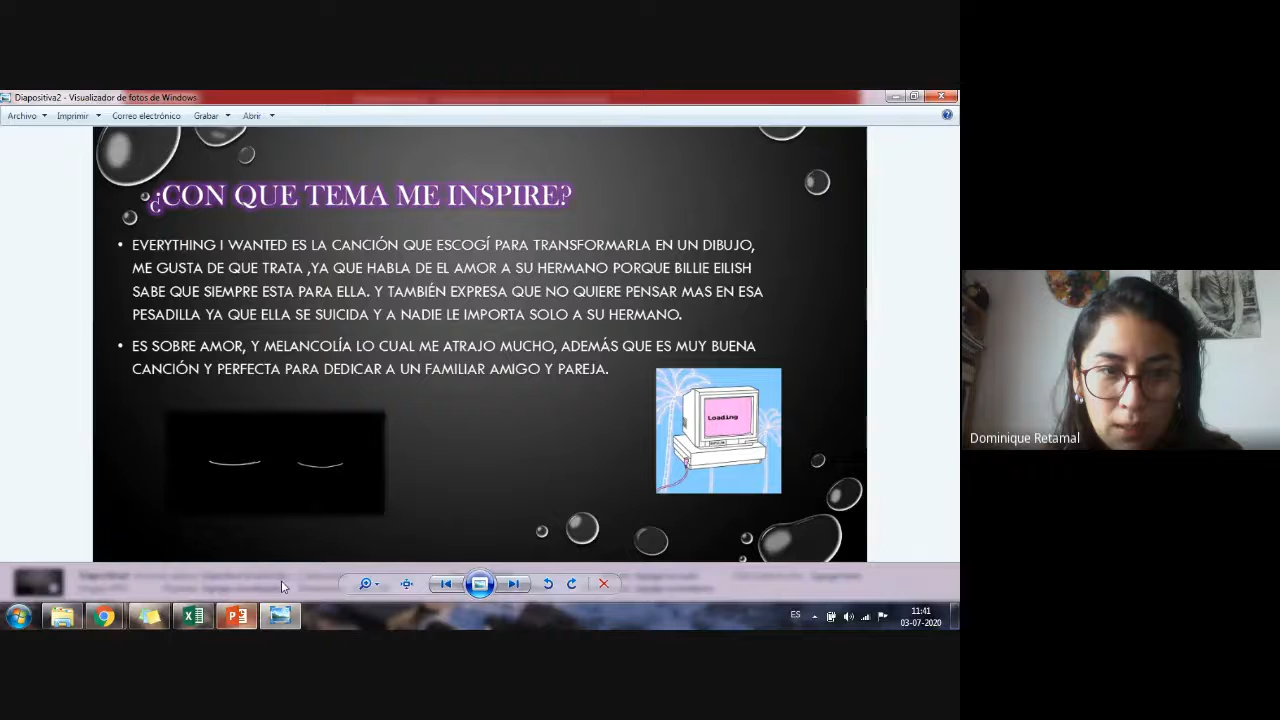 Diapositiva2 - Visualizador de fotos de Windows
Archivo Imprimir Correo electrónico Grabar Abrir
¿CON QUE TEMA ME INSPIRE?
• EVERYTHING I WANTED ES LA CANCIÓN QUE ESCOGÍ PARA TRANSFORMARLA EN UN DIBUJO,
ME GUSTA DE QUE TRATA ,YA QUE HABLA DE EL AMOR A SU HERMANO PORQUE BILLIE EILISH
SABE QUE SIEMPRE ESTA PARA ELLA. Y TAMBIÉN EXPRESA QUE NO QUIERE PENSAR MAS EN ESA
PESADILLA YA QUE ELLA SE SUICIDA Y A NADIE LE IMPORTA SOLO A SU HERMANO.
• ES SOBRE AMOR, Y MELANCOLÍA LO CUAL ME ATRAJO MUCHO, ADEMÁS QUE ES MUY BUENA
CANCIÓN Y PERFECTA PARA DEDICAR A UN FAMILIAR AMIGO Y PAREJA.
Loading
Dominique Retamal
ES
11:41
03-07-2020